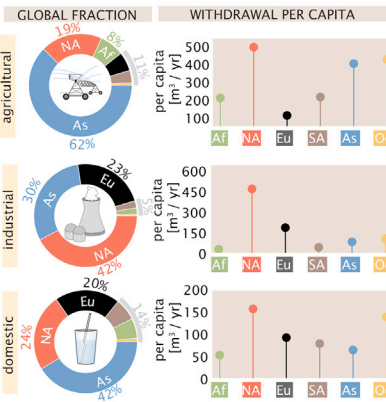 GLOBAL FRACTION
WITHDRAWAL PER CAPITA
agricultural
19%
8%
11%
NA
Af
As
62%
per capita
[m³ / yr]
500
400
300
200
100
Af NA Eu SA As O
industrial
30%
23%
5%
As
Eu
NA
42%
per capita
[m³ / yr]
600
450
300
150
0
Af NA Eu SA As O
domestic
20%
14%
24%
Eu
NA
As
42%
per capita
[m³ / yr]
200
150
100
50
0
Af NA Eu SA As O